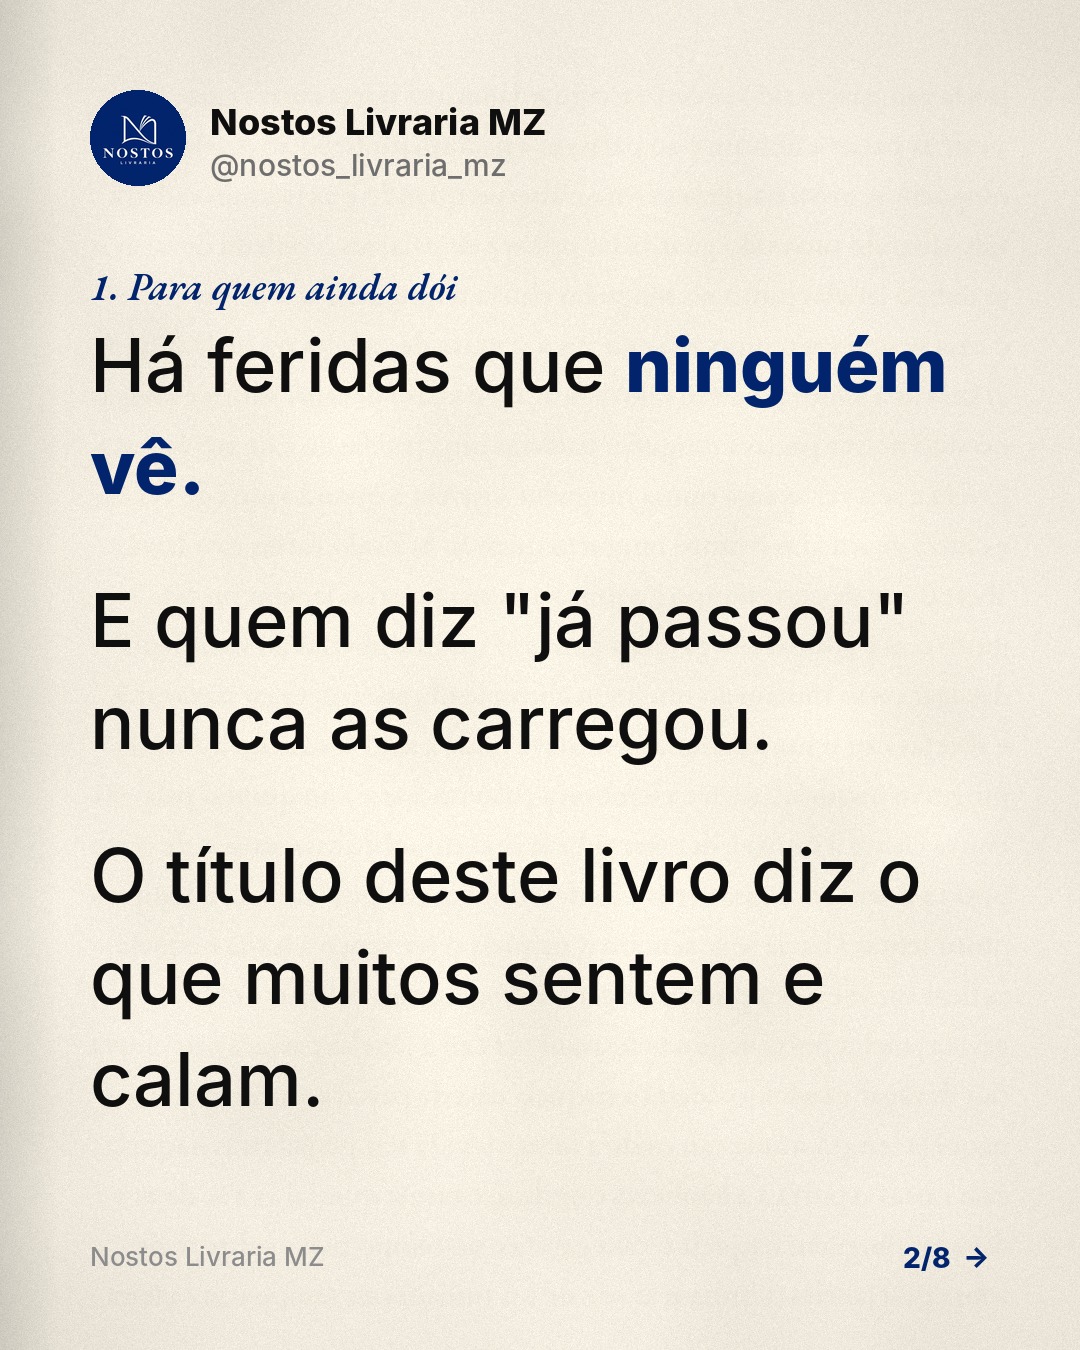 NOSTOS
LIVRARIA
Nostos Livraria MZ
@nostos_livraria_mz
1. Para quem ainda dói
Há feridas que ninguém
vê.
E quem diz "já passou"
nunca as carregou.
O título deste livro diz o
que muitos sentem e
calam.
Nostos Livraria MZ
2/8 →